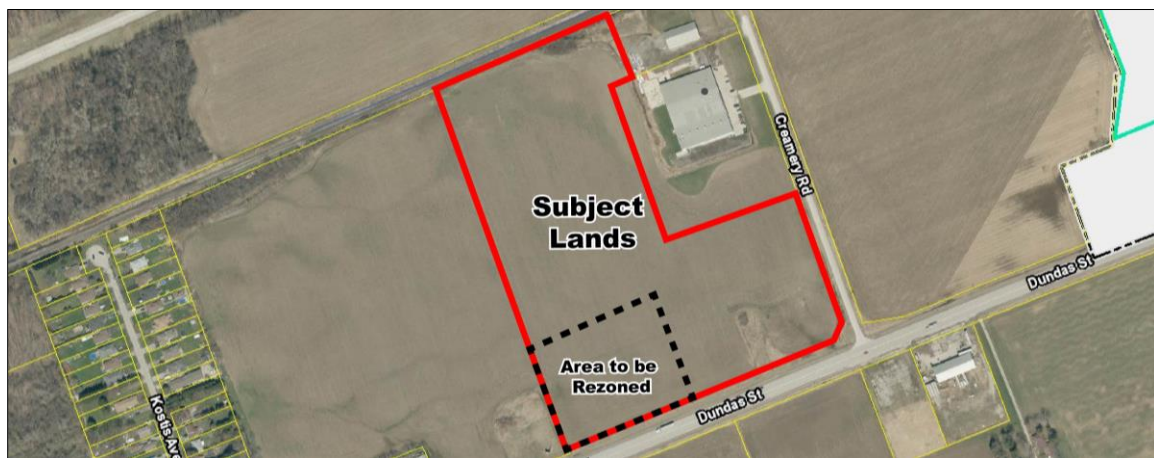 Creamery Rd
Subject
Lands
Dundas St
Area to be
Rezoned
Dundas St
Kostis Ave